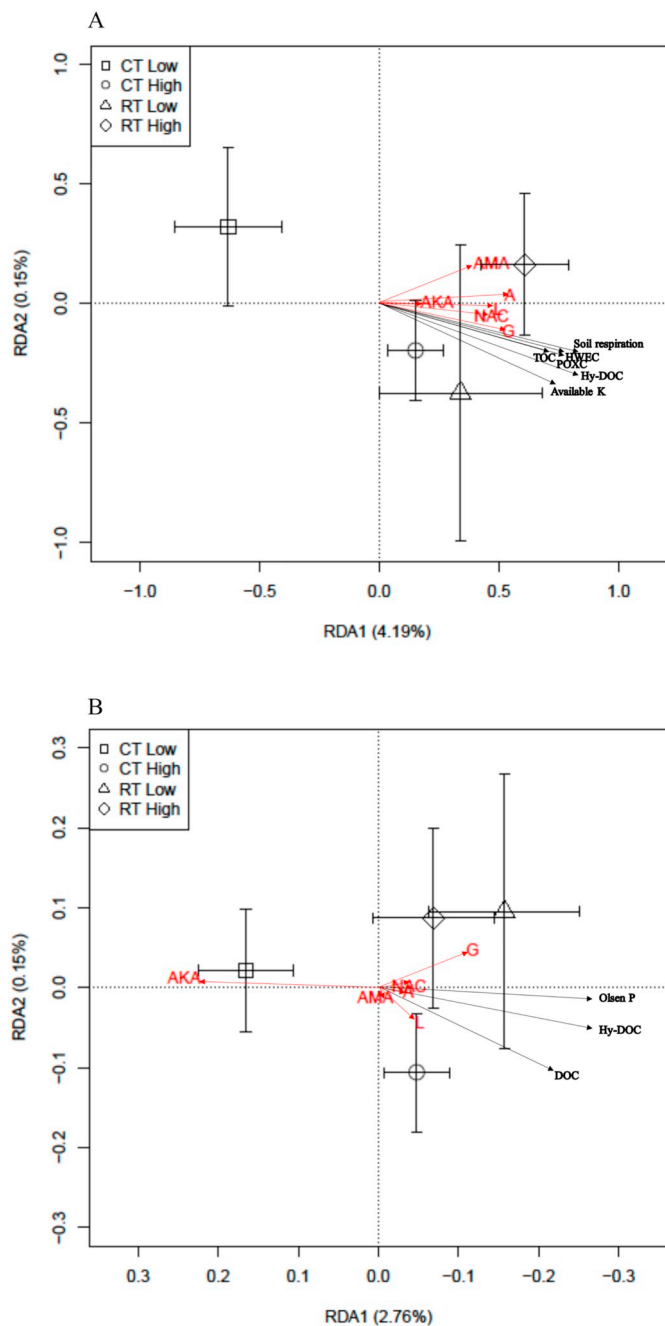 A
CT Low
CT High
RT Low
RT High
1.0
0.5
0.0
−0.5
−1.0
RDA2 (0.15%)
AMA
A
AKA
L
NAC
G
Soil respiration
TOC
HWEC
POXC
Hy-DOC
Available K
−1.0
−0.5
0.0
0.5
1.0
RDA1 (4.19%)
B
CT Low
CT High
RT Low
RT High
0.3
0.2
0.1
0.0
−0.1
−0.2
−0.3
RDA2 (0.15%)
G
AKA
NAC
A
AMA
L
Olsen P
Hy-DOC
DOC
0.3
0.2
0.1
0.0
−0.1
−0.2
−0.3
RDA1 (2.76%)